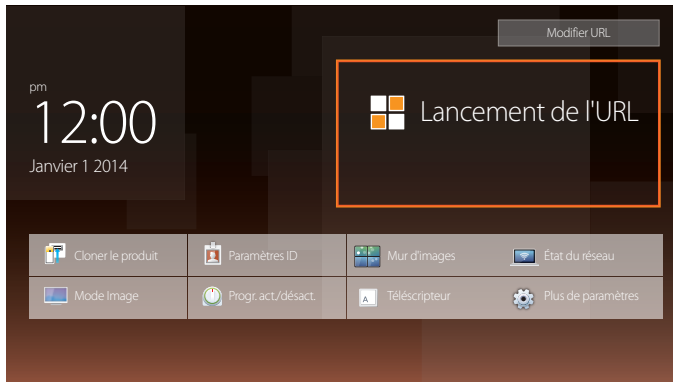 Modifier URL
pm
12:00
Janvier 1 2014
Lancement de l'URL
Cloner le produit
Paramètres ID
Mur d'images
État du réseau
Mode Image
Progr. act./désact.
A
Téléscripteur
Plus de paramètres